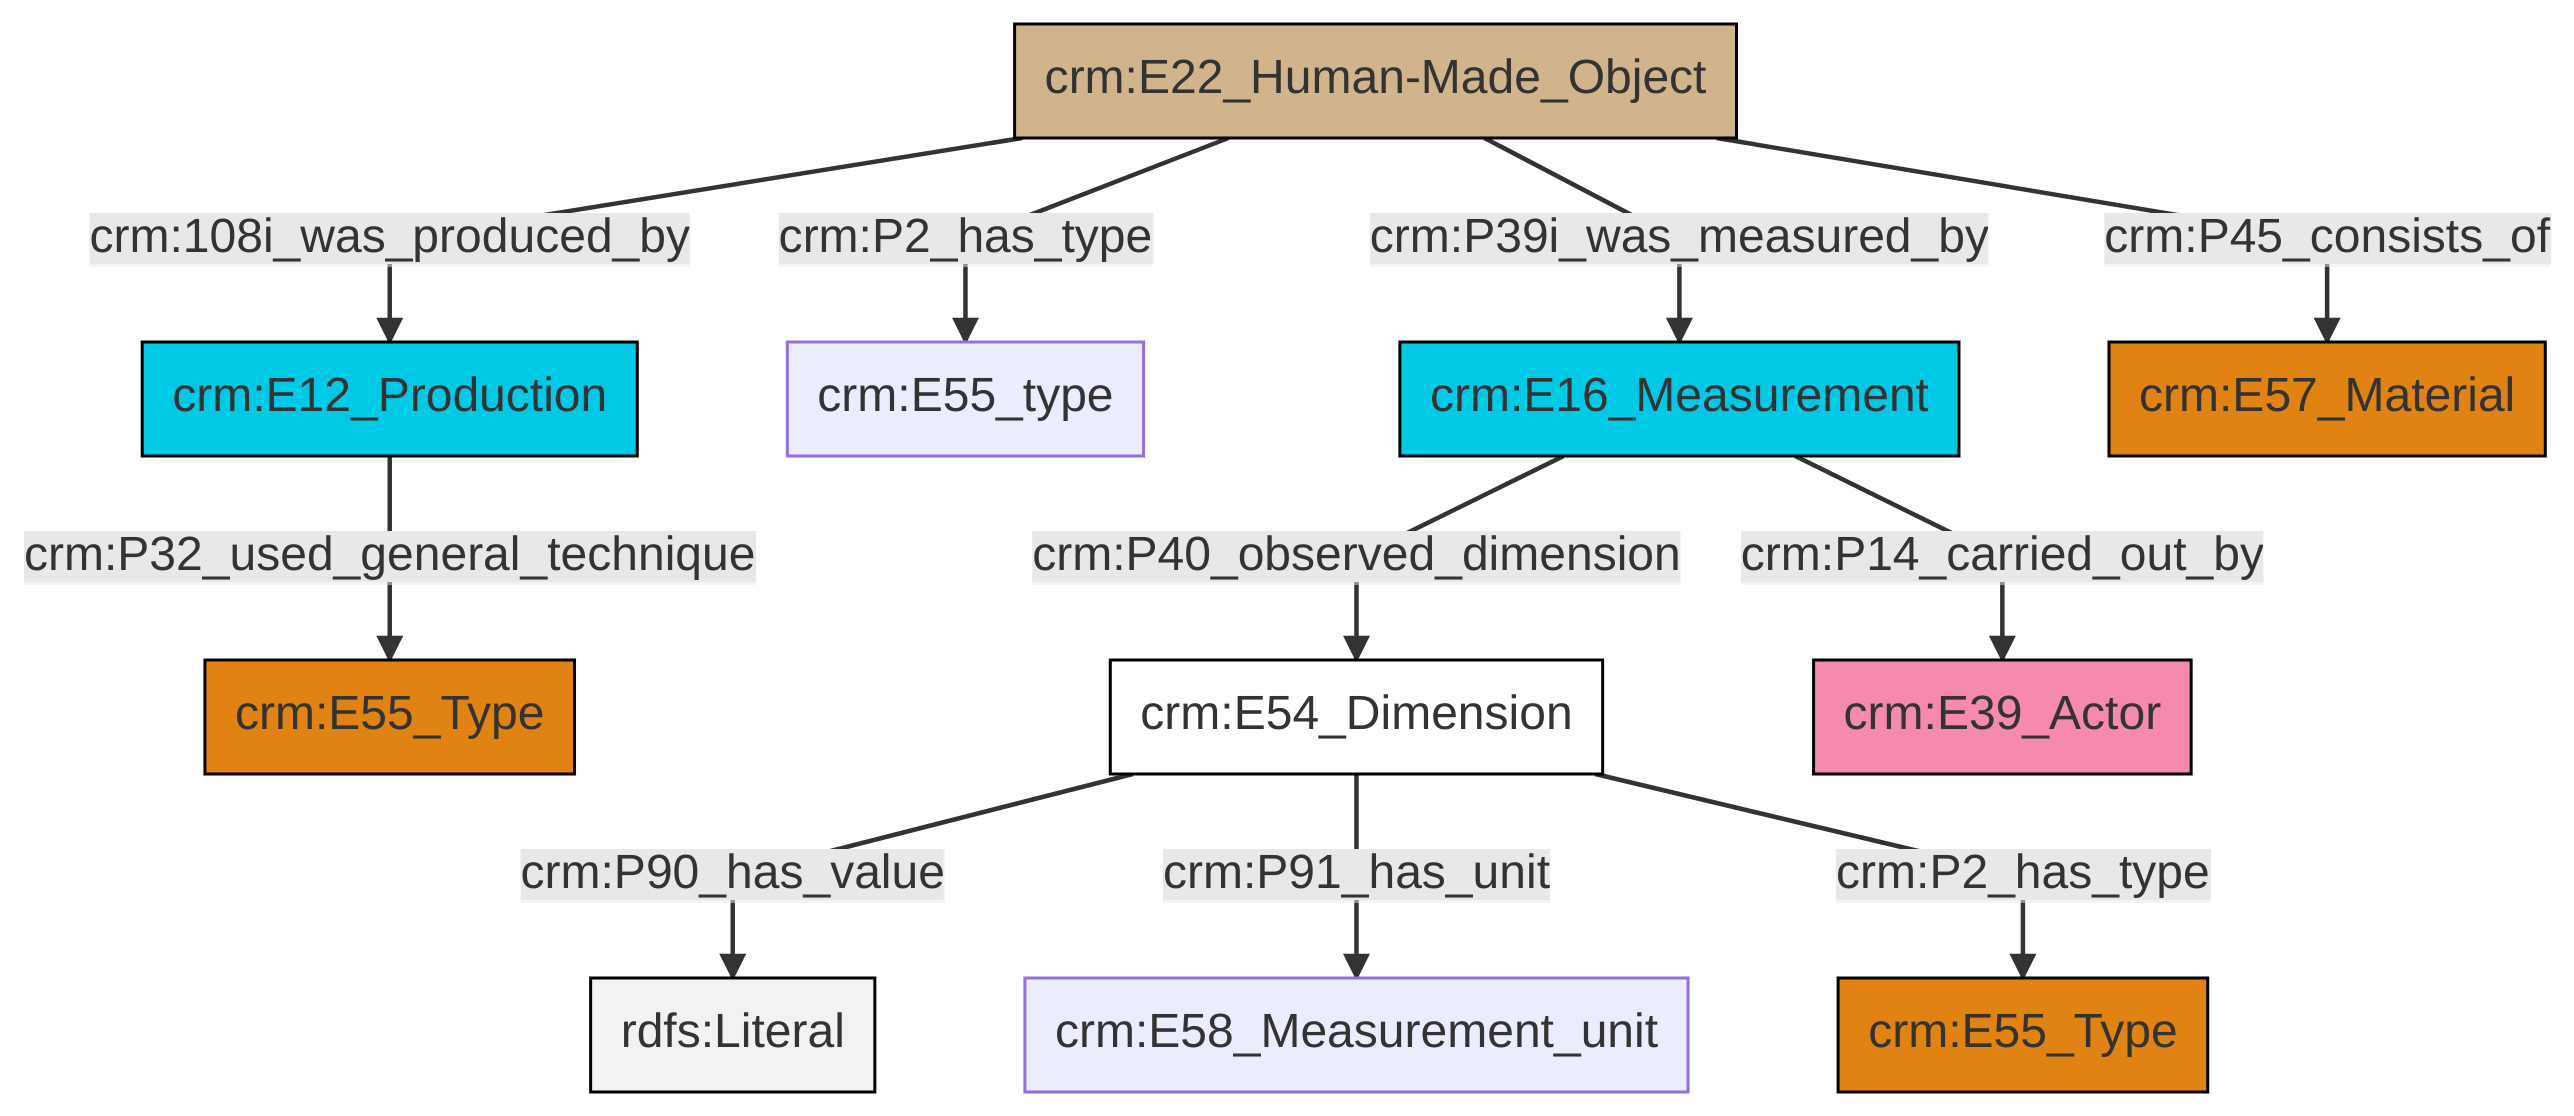 crm:E22_Human-Made_Object
crm:108i_was_produced_by
crm:P2_has_type
crm:P39i_was_measured_by
crm:P45_consists_of
crm:E12_Production
crm:E55_type
crm:E16_Measurement
crm:E57_Material
crm:P32_used_general_technique
crm:P40_observed_dimension
crm:P14_carried_out_by
crm:E55_Type
crm:E54_Dimension
crm:E39_Actor
crm:P90_has_value
crm:P91_has_unit
crm:P2_has_type
rdfs:Literal
crm:E58_Measurement_unit
crm:E55_Type